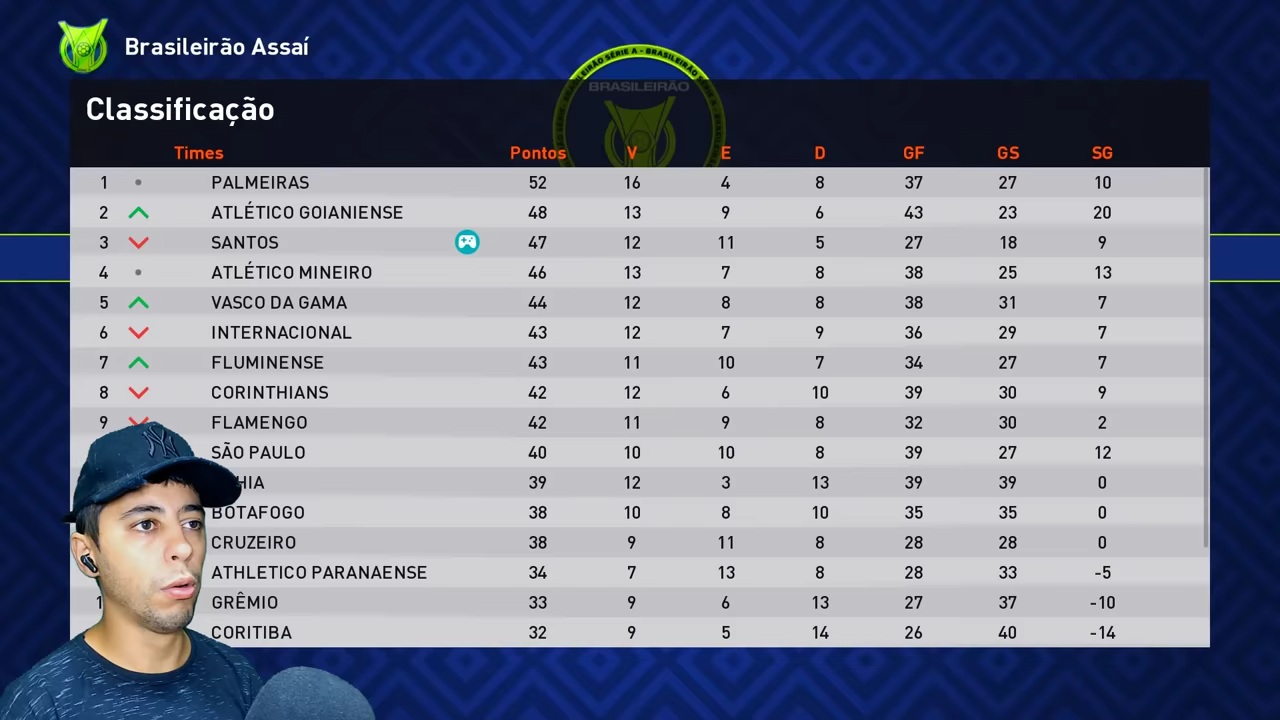 Brasileirão Assaí
BRASILEIRÃO SÉRIE A - BRASILEIRÃO
BRASILEIRÃO
Classificação
Times Pontos V E D GF GS SG
1 PALMEIRAS 52 16 4 8 37 27 10
2 ATLÉTICO GOIANIENSE 48 13 9 6 43 23 20
3 SANTOS 47 12 11 5 27 18 9
4 ATLÉTICO MINEIRO 46 13 7 8 38 25 13
5 VASCO DA GAMA 44 12 8 8 38 31 7
6 INTERNACIONAL 43 12 7 9 36 29 7
7 FLUMINENSE 43 11 10 7 34 27 7
8 CORINTHIANS 42 12 6 10 39 30 9
9 FLAMENGO 42 11 9 8 32 30 2
SÃO PAULO 40 10 10 8 39 27 12
HIA 39 12 3 13 39 39 0
BOTAFOGO 38 10 8 10 35 35 0
CRUZEIRO 38 9 11 8 28 28 0
ATHLETICO PARANAENSE 34 7 13 8 28 33 -5
1 GRÊMIO 33 9 6 13 27 37 -10
CORITIBA 32 9 5 14 26 40 -14
NY